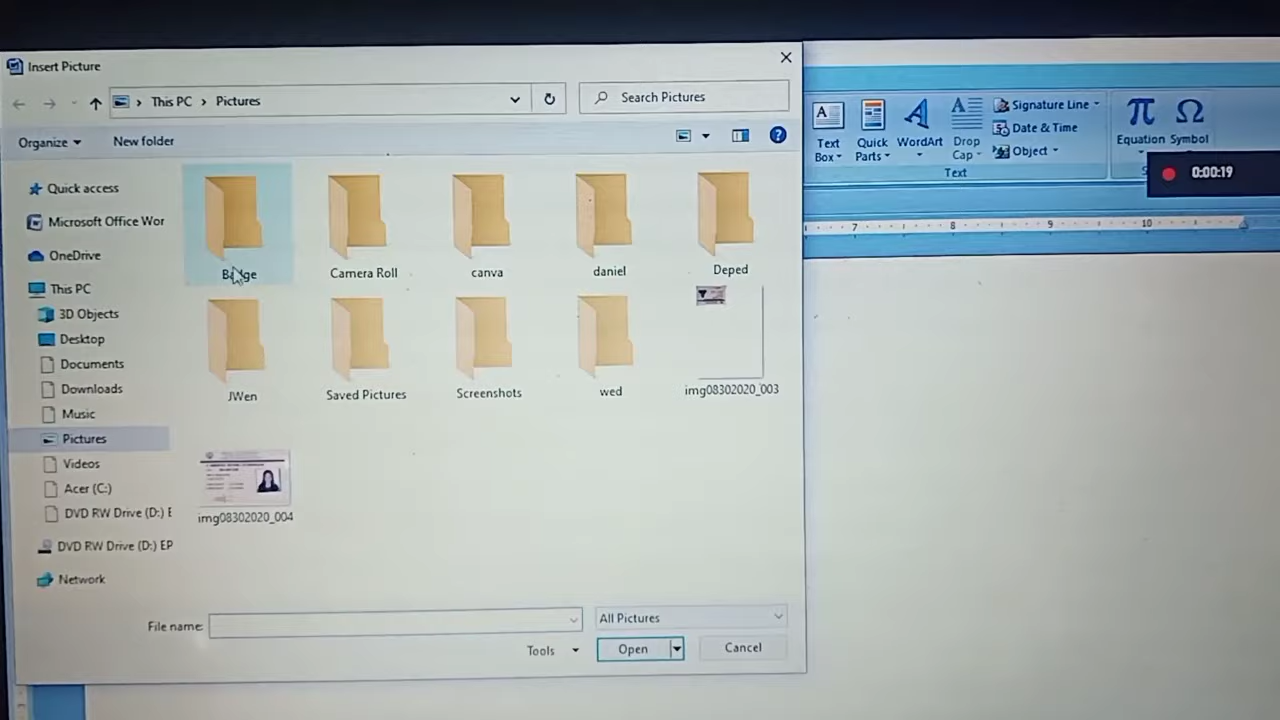 Insert Picture
This PC > Pictures
Search Pictures
Organize
New folder
Quick access
Microsoft Office Wor
OneDrive
This PC
3D Objects
Desktop
Documents
Downloads
Music
Pictures
Videos
Acer (C:)
DVD RW Drive (D:) E
DVD RW Drive (D:) EP
Network
Camera Roll
canva
daniel
Deped
JWen
Saved Pictures
Screenshots
wed
img08302020_003
img08302020_004
File name:
All Pictures
Tools
Open
Cancel
Text Box
Quick Parts
WordArt
Drop Cap
Signature Line
Date & Time
Object
Text
Equation
Symbol
0:00:19
7 8 9 10